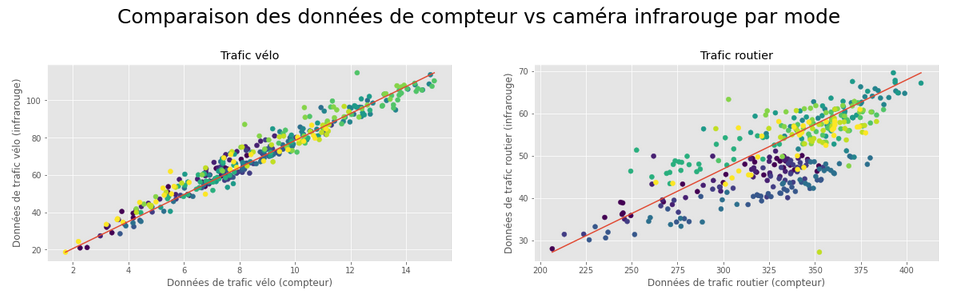 Comparaison des données de compteur vs caméra infrarouge par mode
Trafic vélo
Données de trafic vélo (infrarouge)
100
80
60
40
20
2 4 6 8 10 12 14
Données de trafic vélo (compteur)
Trafic routier
Données de trafic routier (infrarouge)
70
60
50
40
30
200 225 250 275 300 325 350 375 400
Données de trafic routier (compteur)